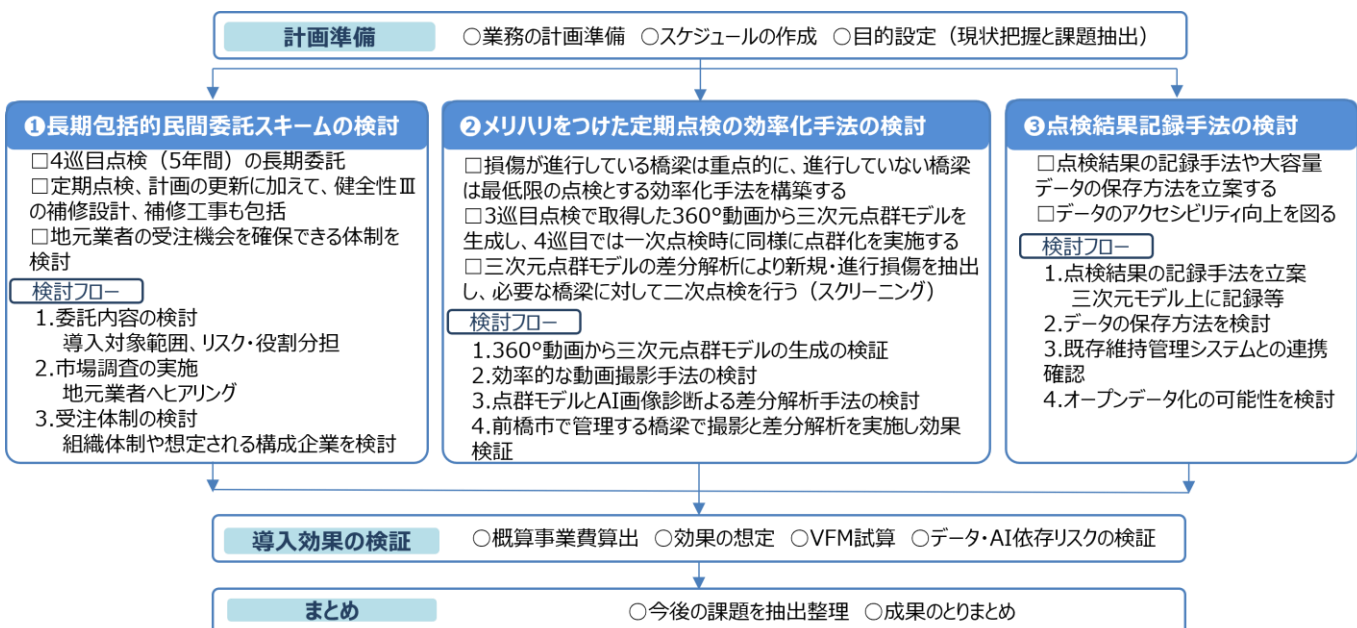 計画準備 ○業務の計画準備 ○スケジュールの作成 ○目的設定（現状把握と課題抽出）
❶長期包括的民間委託スキームの検討
□4巡目点検（5年間）の長期委託
□定期点検、計画の更新に加えて、健全性Ⅲ
の補修設計、補修工事も包括
□地元業者の受注機会を確保できる体制を
検討
検討フロー
1.委託内容の検討
導入対象範囲、リスク・役割分担
2.市場調査の実施
地元業者へヒアリング
3.受注体制の検討
組織体制や想定される構成企業を検討
❷メリハリをつけた定期点検の効率化手法の検討
□損傷が進行している橋梁は重点的に、進行していない橋梁
は最低限の点検とする効率化手法を構築する
□3巡目点検で取得した360°動画から三次元点群モデルを
生成し、4巡目では一次点検時に同様に点群化を実施する
□三次元点群モデルの差分解析により新規・進行損傷を抽出
し、必要な橋梁に対して二次点検を行う（スクリーニング）
検討フロー
1.360°動画から三次元点群モデルの生成の検証
2.効率的な動画撮影手法の検討
3.点群モデルとAI画像診断よる差分解析手法の検討
4.前橋市で管理する橋梁で撮影と差分解析を実施し効果
検証
❸点検結果記録手法の検討
□点検結果の記録手法や大容量
データの保存方法を立案する
□データのアクセシビリティ向上を図る
検討フロー
1.点検結果の記録手法を立案
三次元モデル上に記録等
2.データの保存方法を検討
3.既存維持管理システムとの連携
確認
4.オープンデータ化の可能性を検討
導入効果の検証 ○概算事業費算出 ○効果の想定 ○VFM試算 ○データ・AI依存リスクの検証
まとめ ○今後の課題を抽出整理 ○成果のとりまとめ